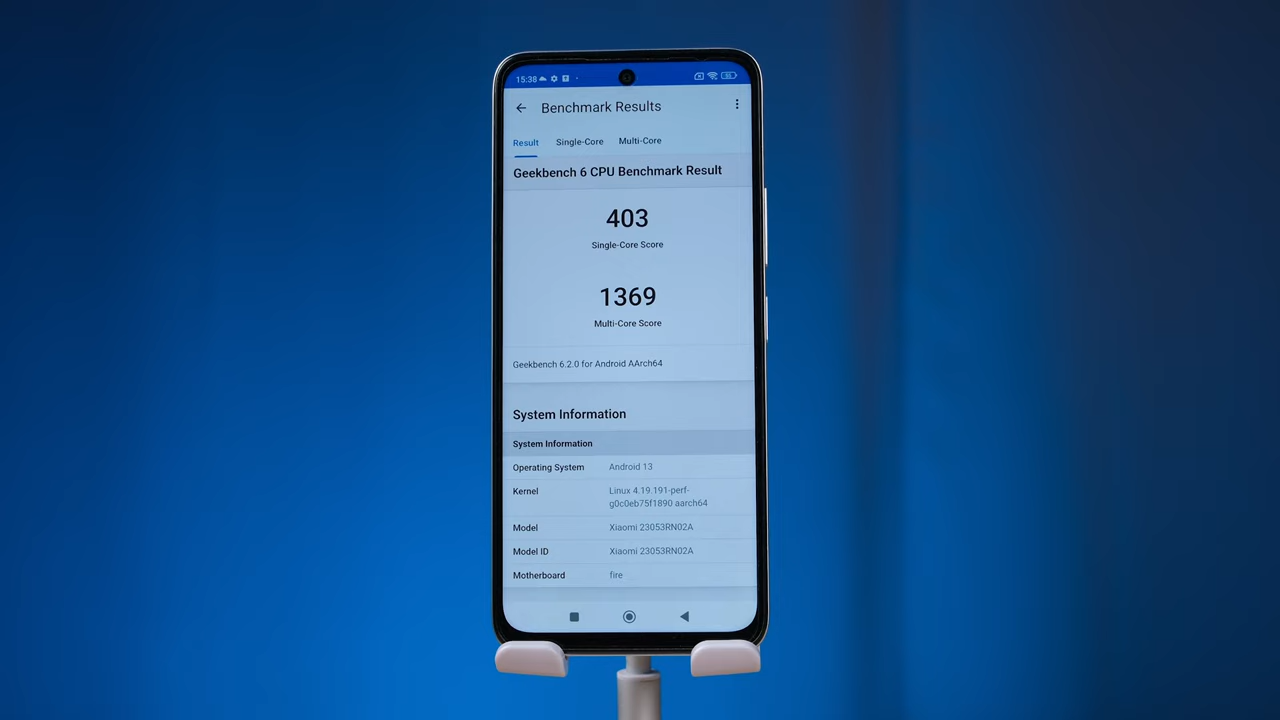 15:38
Benchmark Results
Result Single-Core Multi-Core
Geekbench 6 CPU Benchmark Result
403
Single-Core Score
1369
Multi-Core Score
Geekbench 6.2.0 for Android AArch64
System Information
System Information
Operating System Android 13
Kernel Linux 4.19.191-perf-
g0c0eb75f1890 aarch64
Model Xiaomi 23053RN02A
Model ID Xiaomi 23053RN02A
Motherboard fire